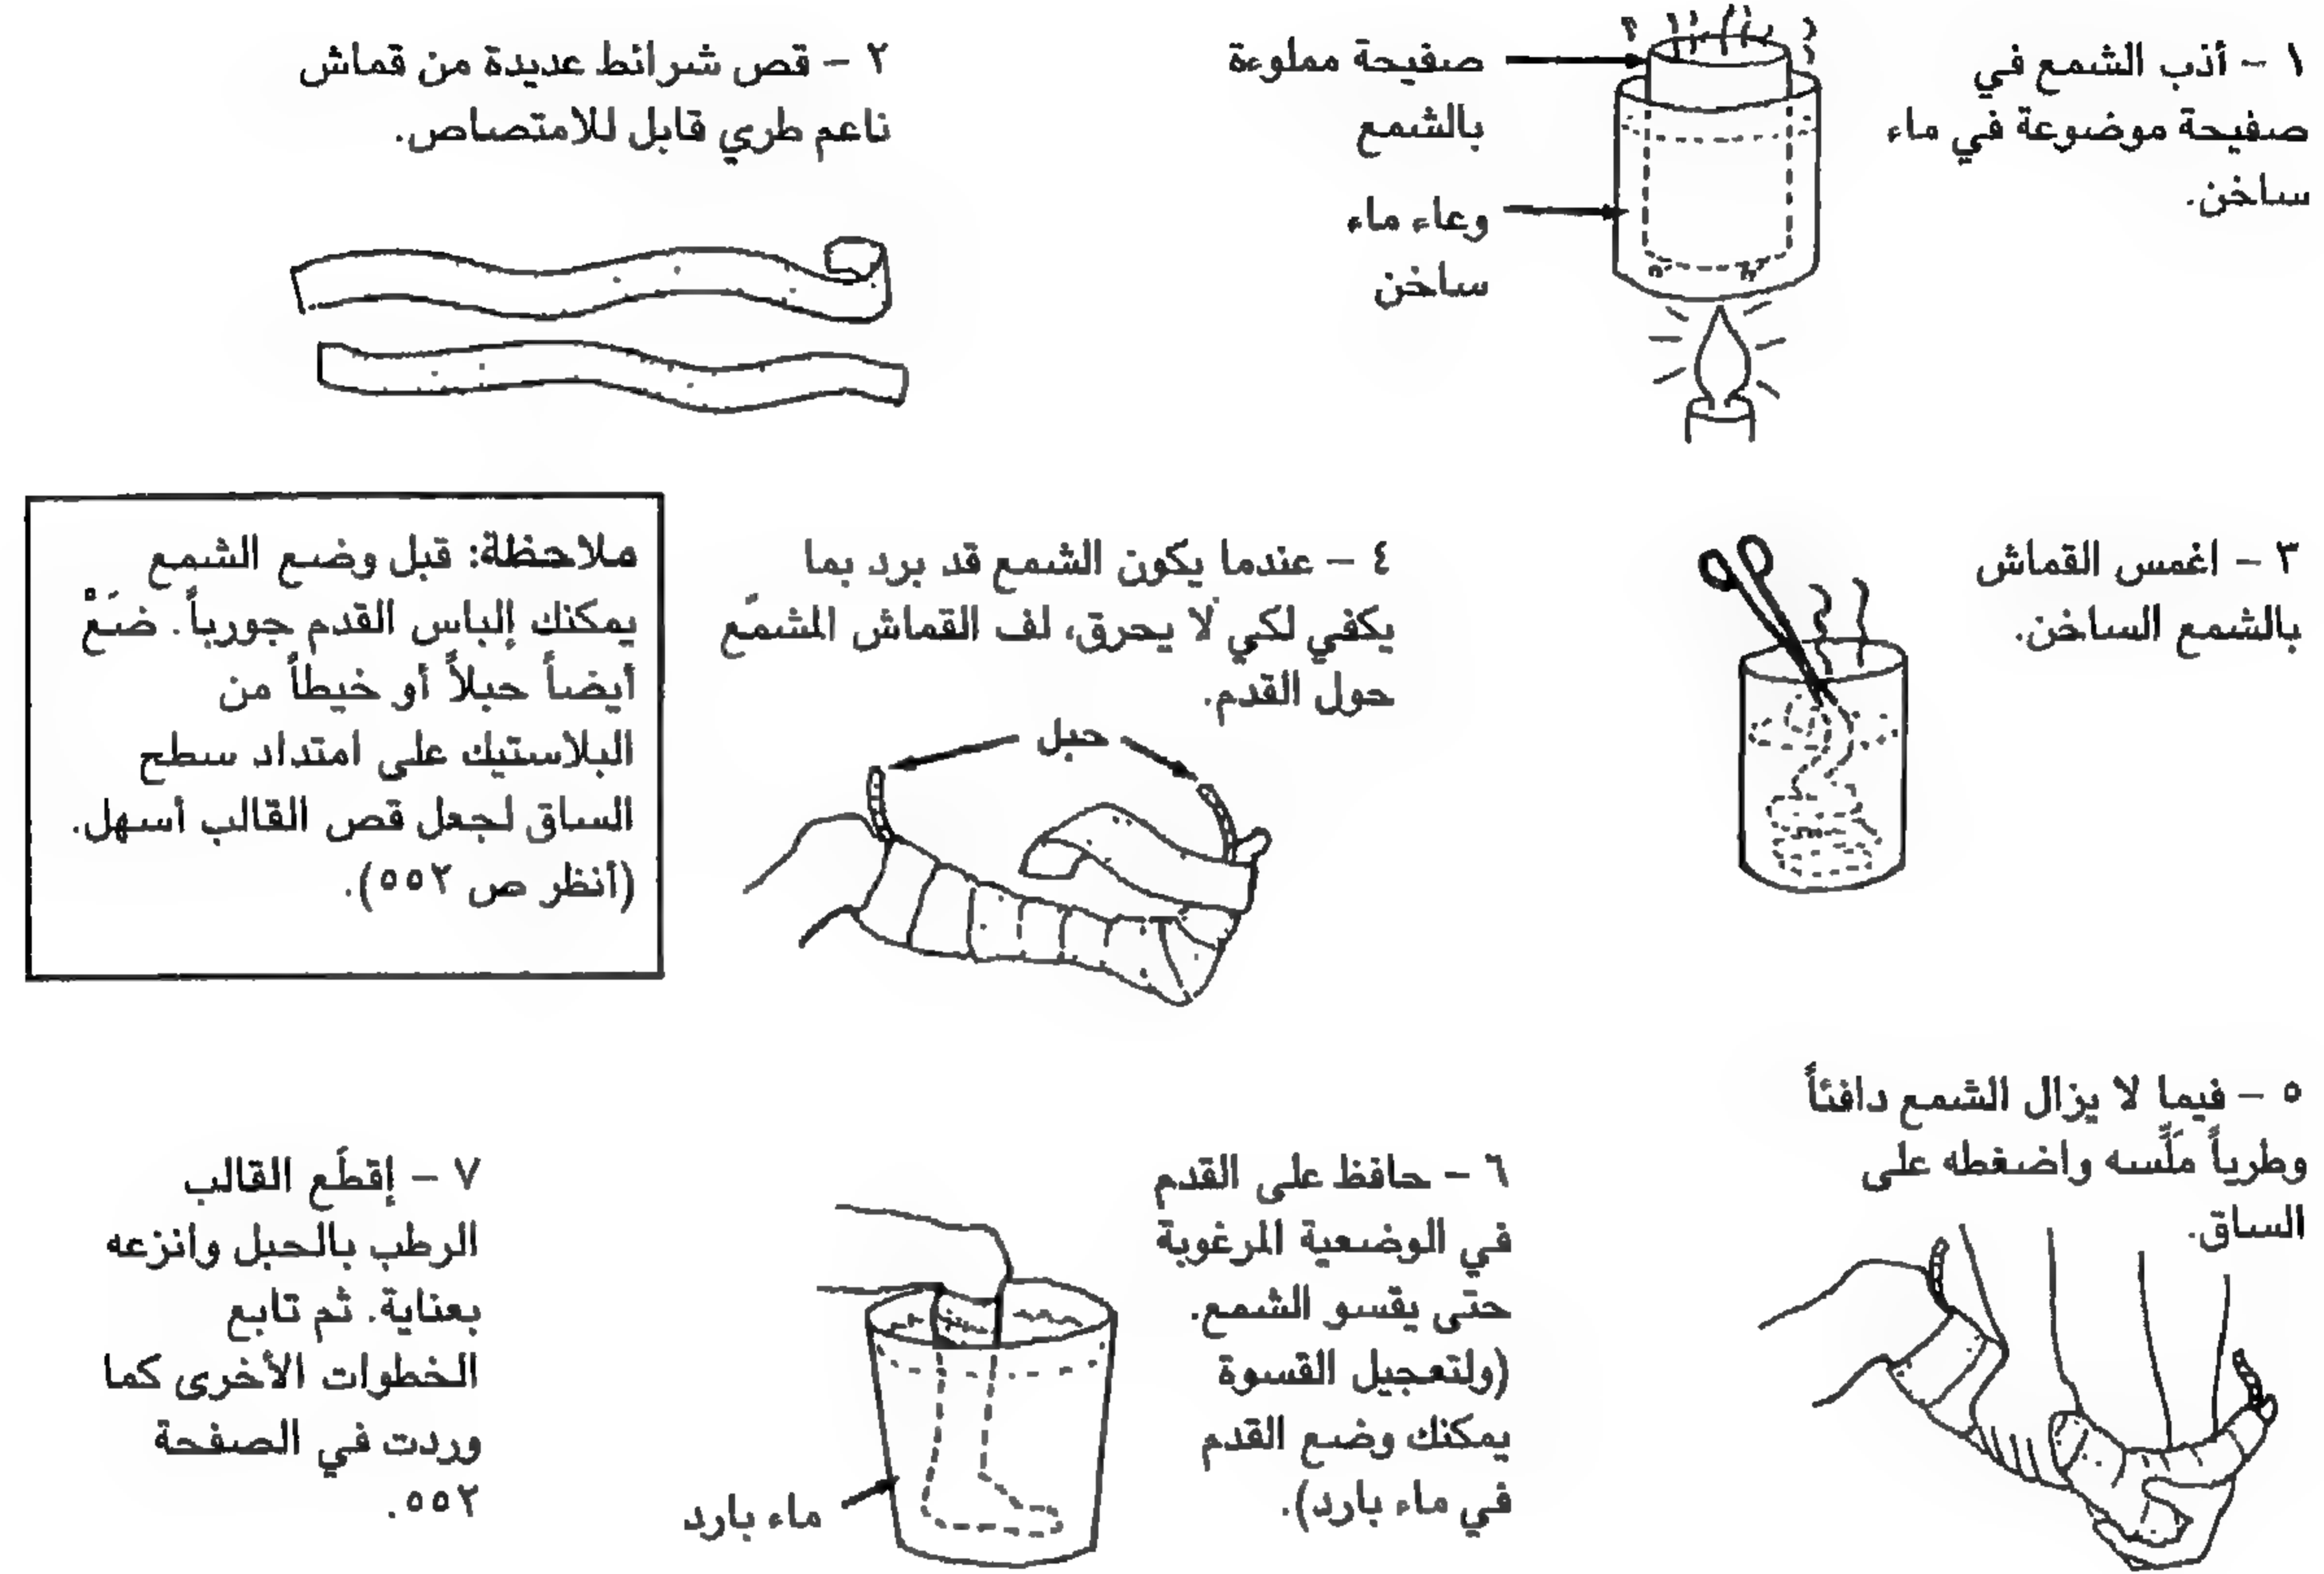 ١ - أذب الشمع في
صفيحة موضوعة في ماء
ساخن.
صفيحة مملوءة
بالشمع
وعاء ماء
ساخن
٢ - قص شرائط عديدة من قماش
ناعم طري قابل للامتصاص.
٣ - اغمس القماش
بالشمع الساخن.
٤ - عندما يكون الشمع قد برد بما
يكفي لكي لا يحرق، لف القماش المشمّع
حول القدم.
حبل
ملاحظة: قبل وضع الشمع
يمكنك إلباس القدم جورباً. ضَعْ
أيضاً حبلاً أو خيطاً من
البلاستيك على امتداد سطح
الساق لجعل قص القالب أسهل.
(أنظر ص ٥٥٢).
٥ - فيما لا يزال الشمع دافئاً
وطرياً مَلِّسه واضغطه على
الساق.
٦ - حافظ على القدم
في الوضعية المرغوبة
حتى يقسو الشمع.
(ولتعجيل القسوة
يمكنك وضع القدم
في ماء بارد).
ماء بارد
٧ - إقطَع القالب
الرطب بالحبل وانزعه
بعناية. ثم تابع
الخطوات الأخرى كما
وردت في الصفحة
٥٥٢.